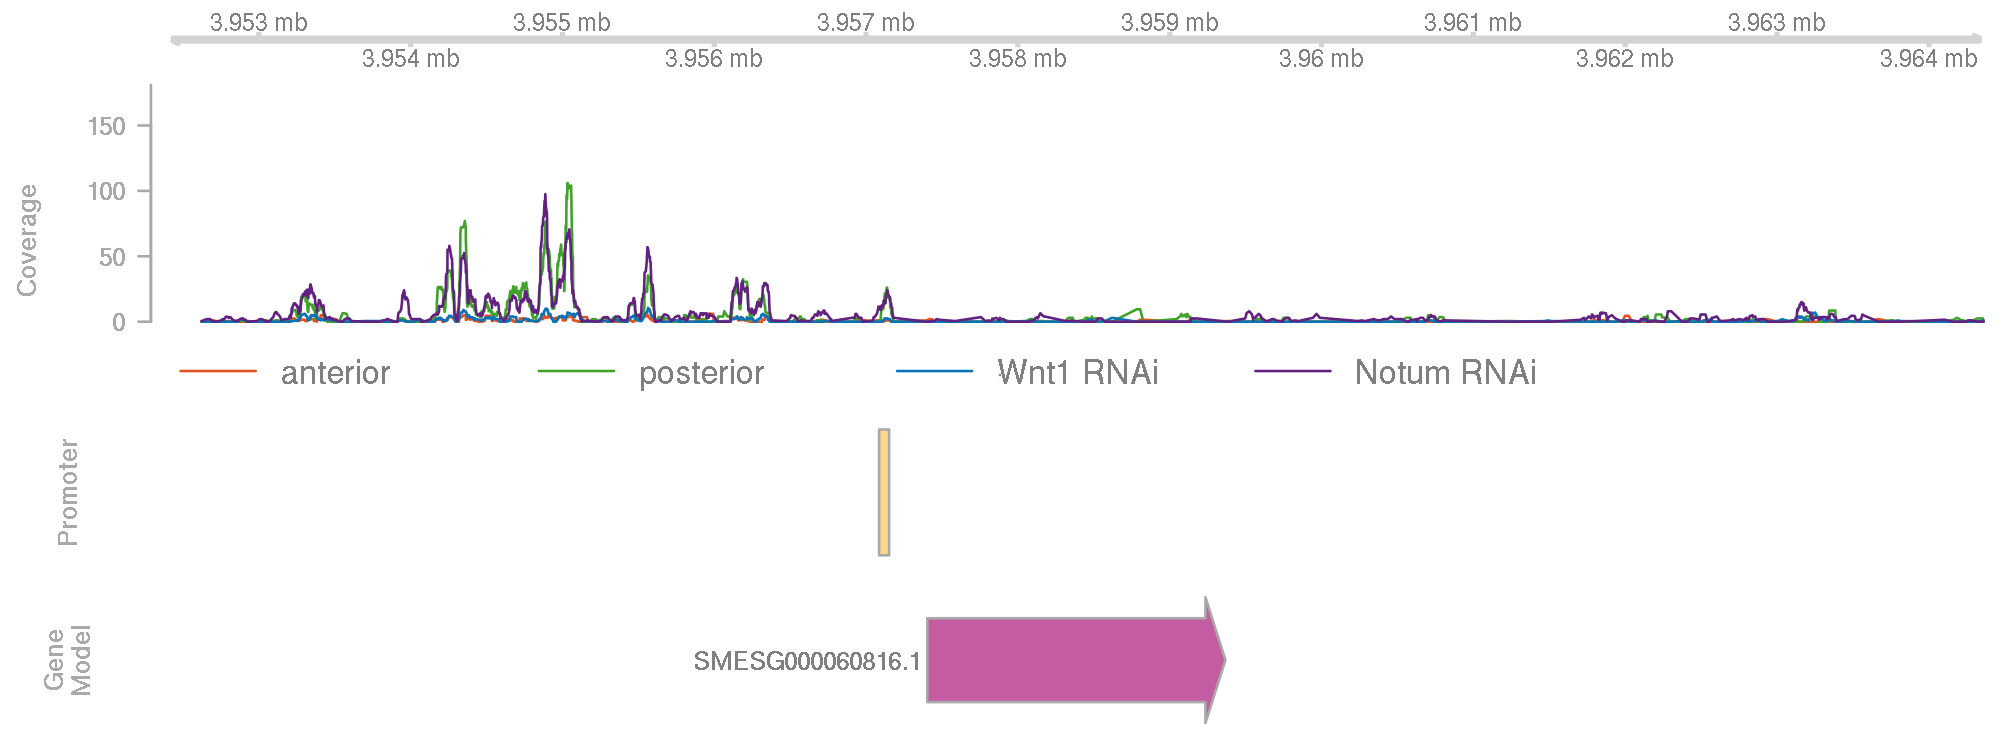 3.953 mb 3.955 mb 3.957 mb 3.959 mb 3.961 mb 3.963 mb
3.954 mb 3.956 mb 3.958 mb 3.96 mb 3.962 mb 3.964 mb
Coverage
150
100
50
0
anterior posterior Wnt1 RNAi Notum RNAi
Promoter
Gene
Model
SMESG000060816.1